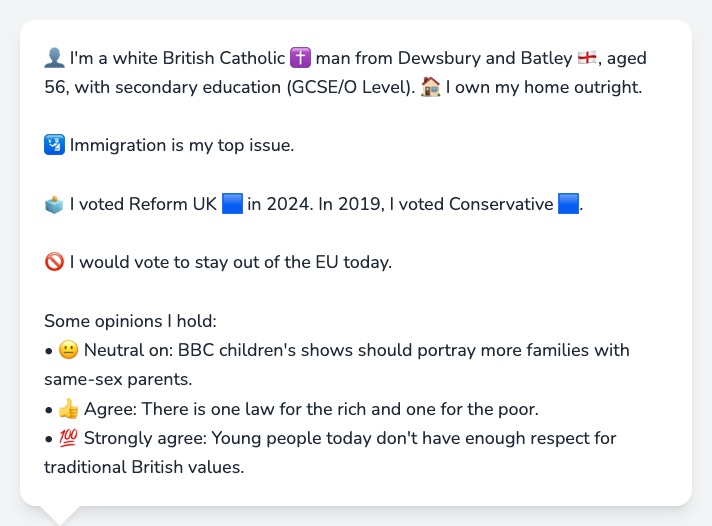 👤 I'm a white British Catholic ✝️ man from Dewsbury and Batley 🏴󠁧󠁢󠁥󠁮󠁧󠁿, aged
56, with secondary education (GCSE/O Level). 🏠 I own my home outright.
🛂 Immigration is my top issue.
🗳️ I voted Reform UK 🟦 in 2024. In 2019, I voted Conservative 🟦.
🚫 I would vote to stay out of the EU today.
Some opinions I hold:
• 😐 Neutral on: BBC children's shows should portray more families with
same-sex parents.
• 👍 Agree: There is one law for the rich and one for the poor.
• 💯 Strongly agree: Young people today don't have enough respect for
traditional British values.